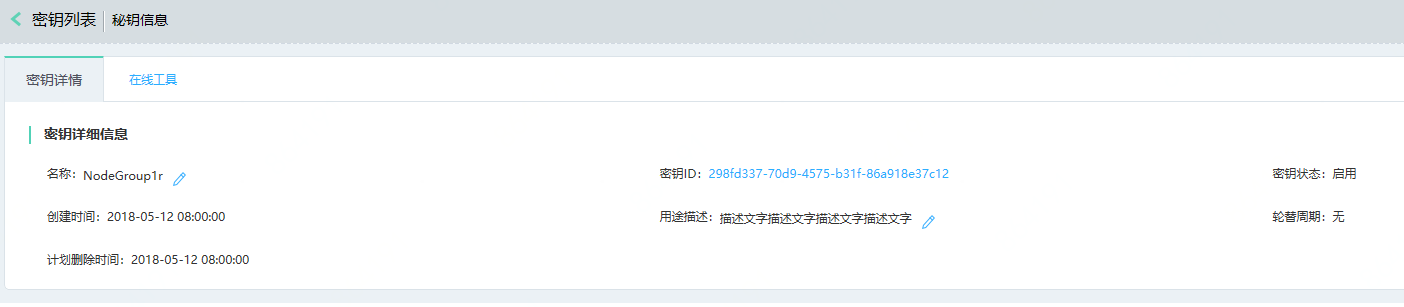 密钥列表 秘钥信息
密钥详情 在线工具
密钥详细信息
名称：NodeGroup1r 密钥ID：298fd337-70d9-4575-b31f-86a918e37c12 密钥状态：启用
创建时间：2018-05-12 08:00:00 用途描述：描述文字描述文字描述文字描述文字 轮替周期：无
计划删除时间：2018-05-12 08:00:00